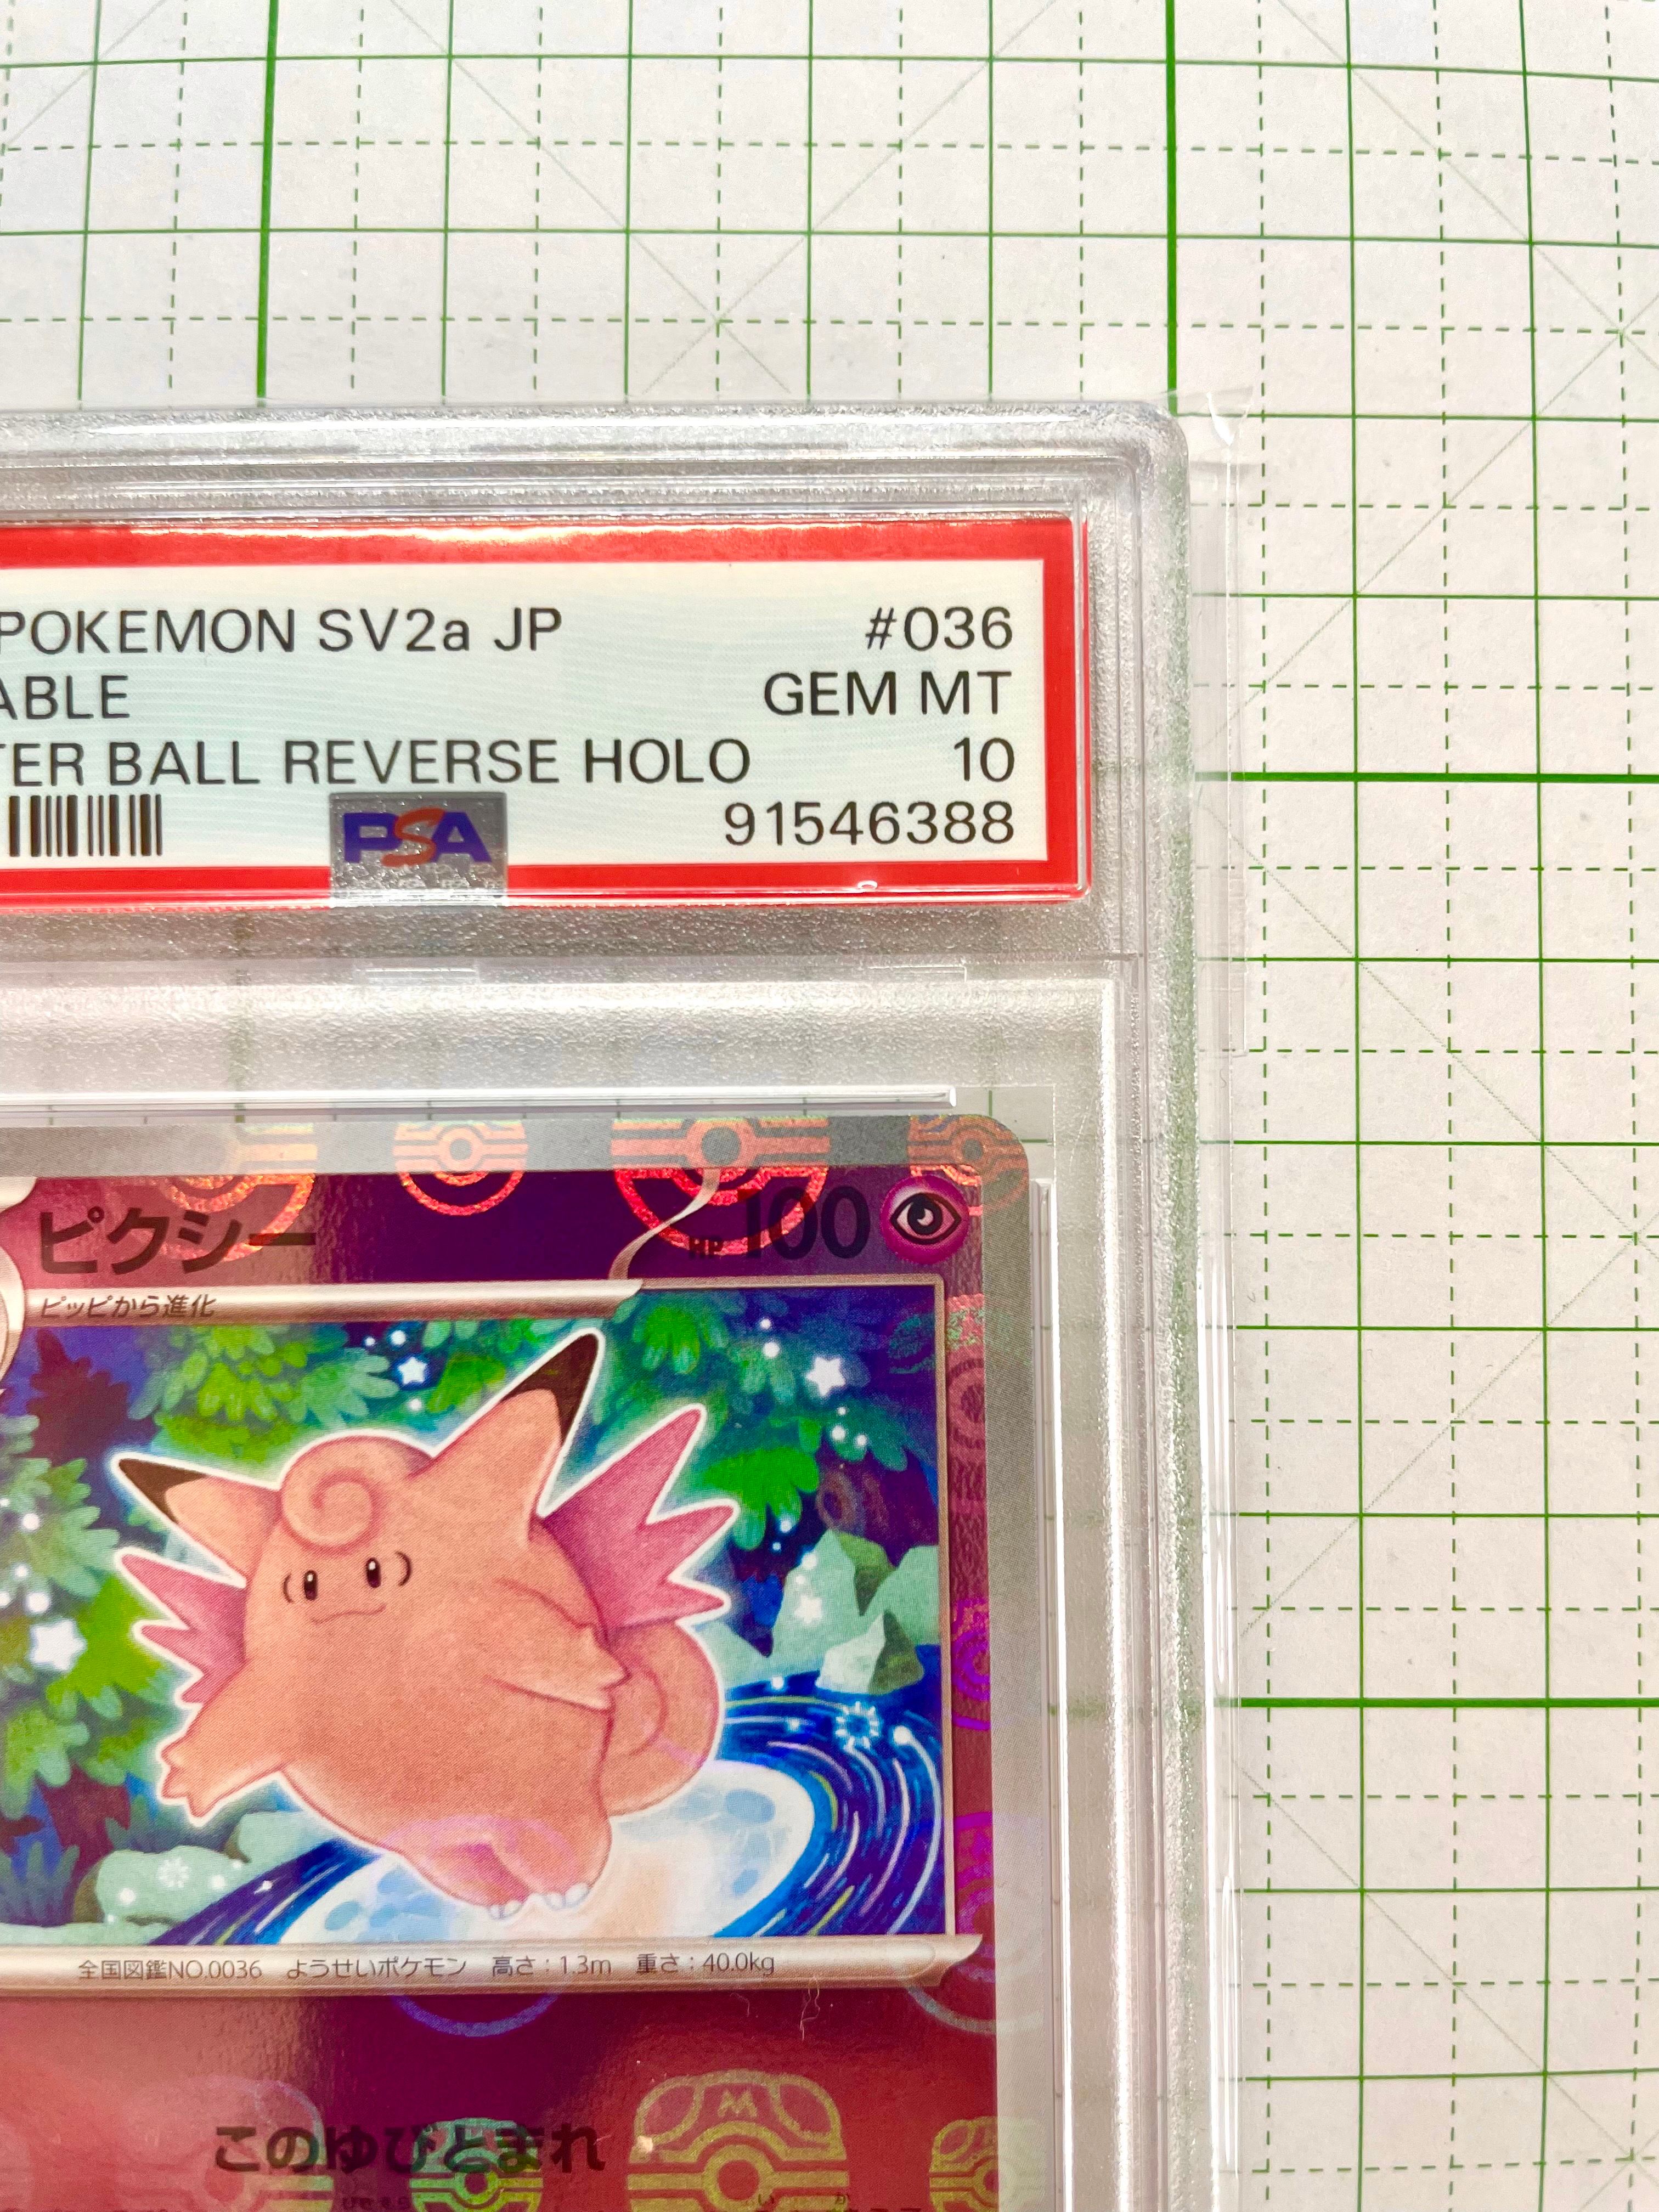 POKEMON SV2a JP #036
ABLE GEM MT
TER BALL REVERSE HOLO 10
PSA 91546388
ピクシー HP 100
ピッピから進化
全国図鑑NO.0036 ようせいポケモン 高さ：1.3m 重さ：40.0kg
M
このゆびとまれ